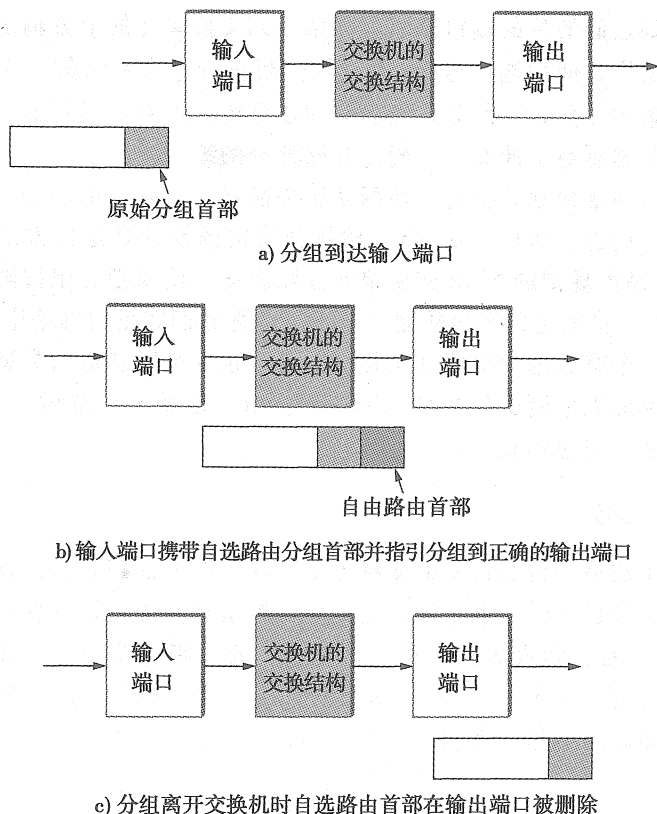 输入
端口
交换机的
交换结构
输出
端口
原始分组首部
a) 分组到达输入端口
输入
端口
交换机的
交换结构
输出
端口
自由路由首部
b) 输入端口携带自选路由分组首部并指引分组到正确的输出端口
输入
端口
交换机的
交换结构
输出
端口
c) 分组离开交换机时自选路由首部在输出端口被删除